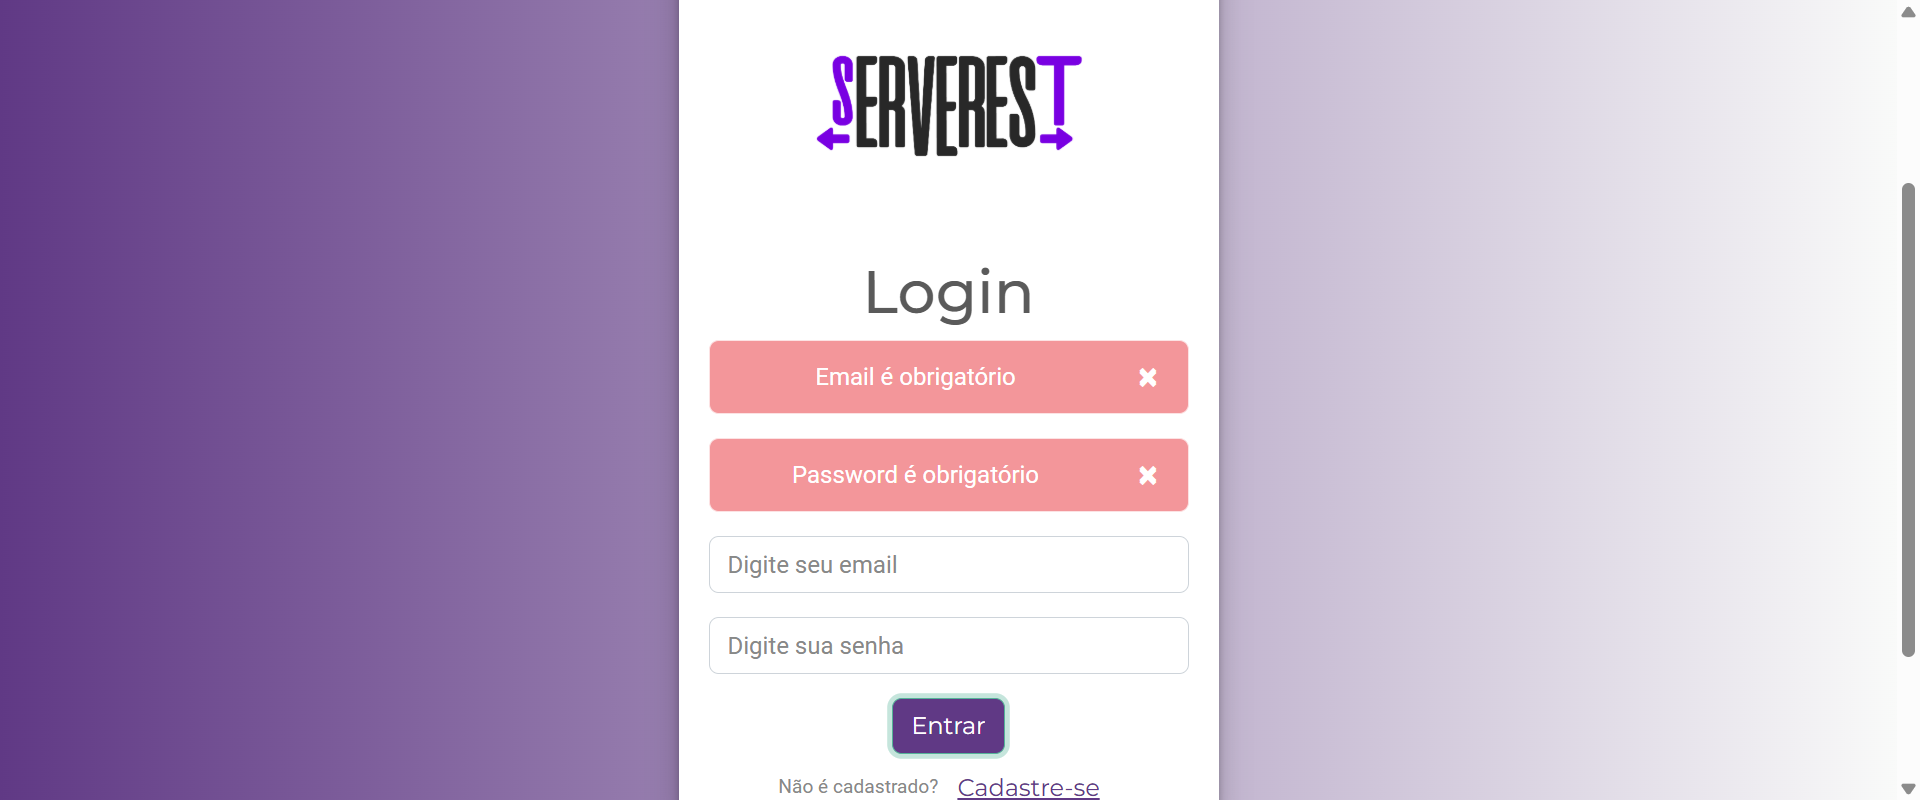 SERVEREST
Login
Email é obrigatório
Password é obrigatório
Digite seu email
Digite sua senha
Entrar
Não é cadastrado? Cadastre-se